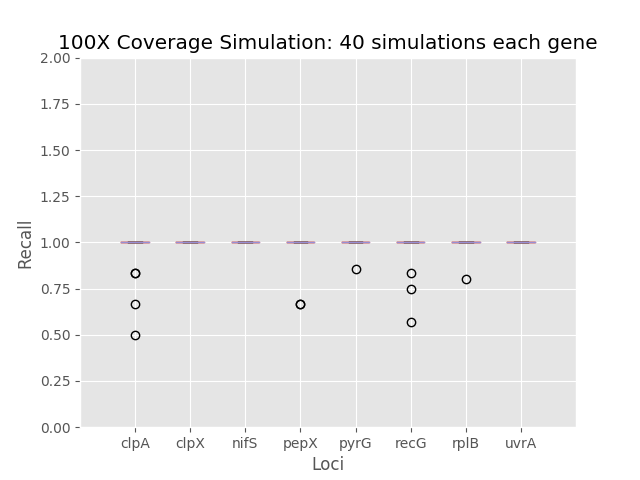 100X Coverage Simulation: 40 simulations each gene
2.00
1.75
1.50
1.25
1.00
0.75
0.50
0.25
0.00
Recall
clpA clpX nifS pepX pyrG recG rplB uvrA
Loci